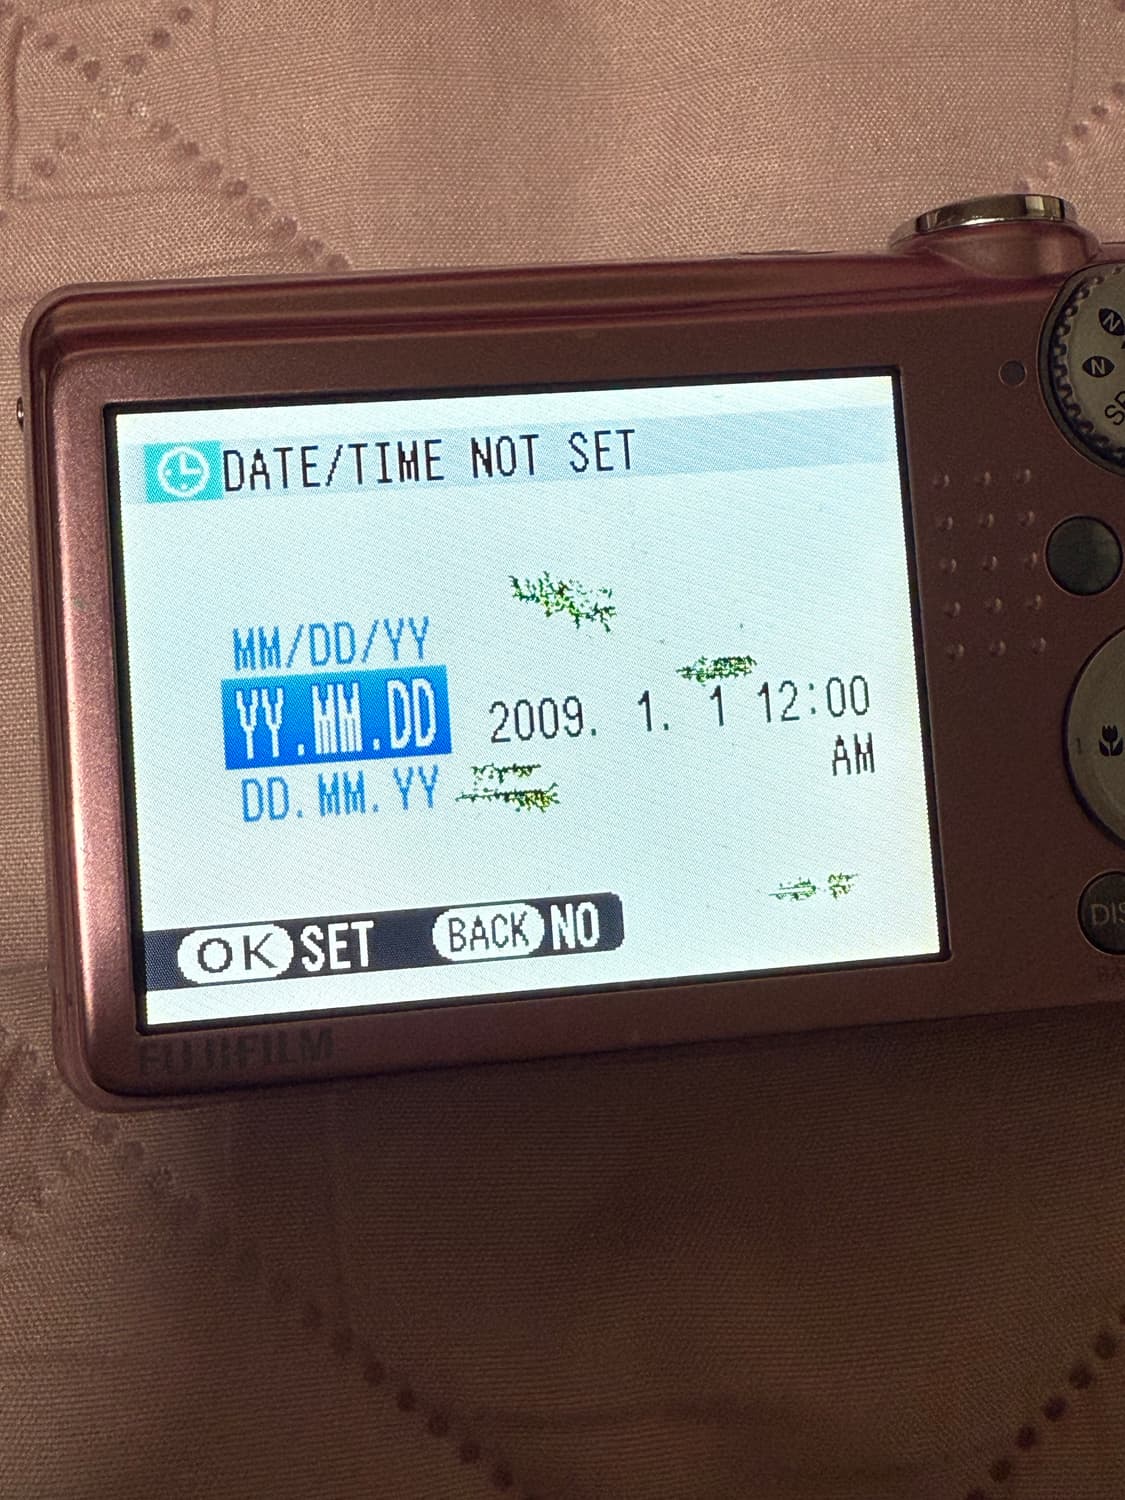 DATE/TIME NOT SET
MM/DD/YY
YY.MM.DD 2009. 1. 1 12:00
AM
DD.MM.YY
OK SET BACK NO
FUJIFILM
N
N